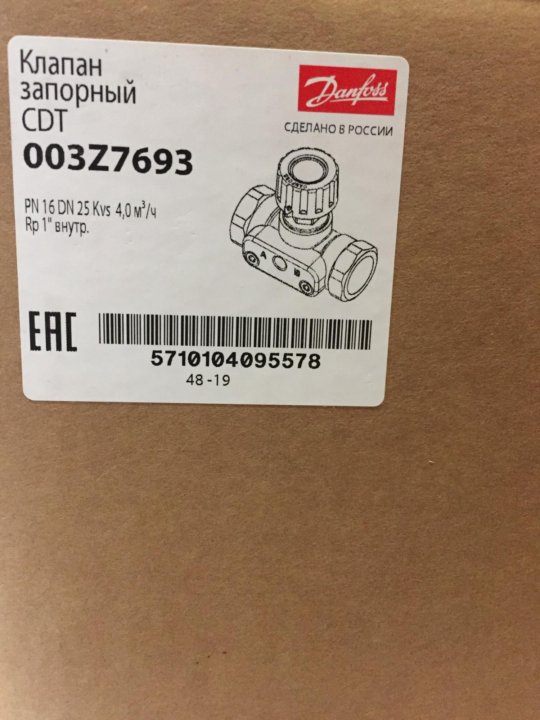 Клапан
запорный
CDT
003Z7693
PN 16 DN 25 Kvs 4,0 м³/ч
Rp 1" внутр.
Danfoss
СДЕЛАНО В РОССИИ
A B
EAC
5710104095578
48-19